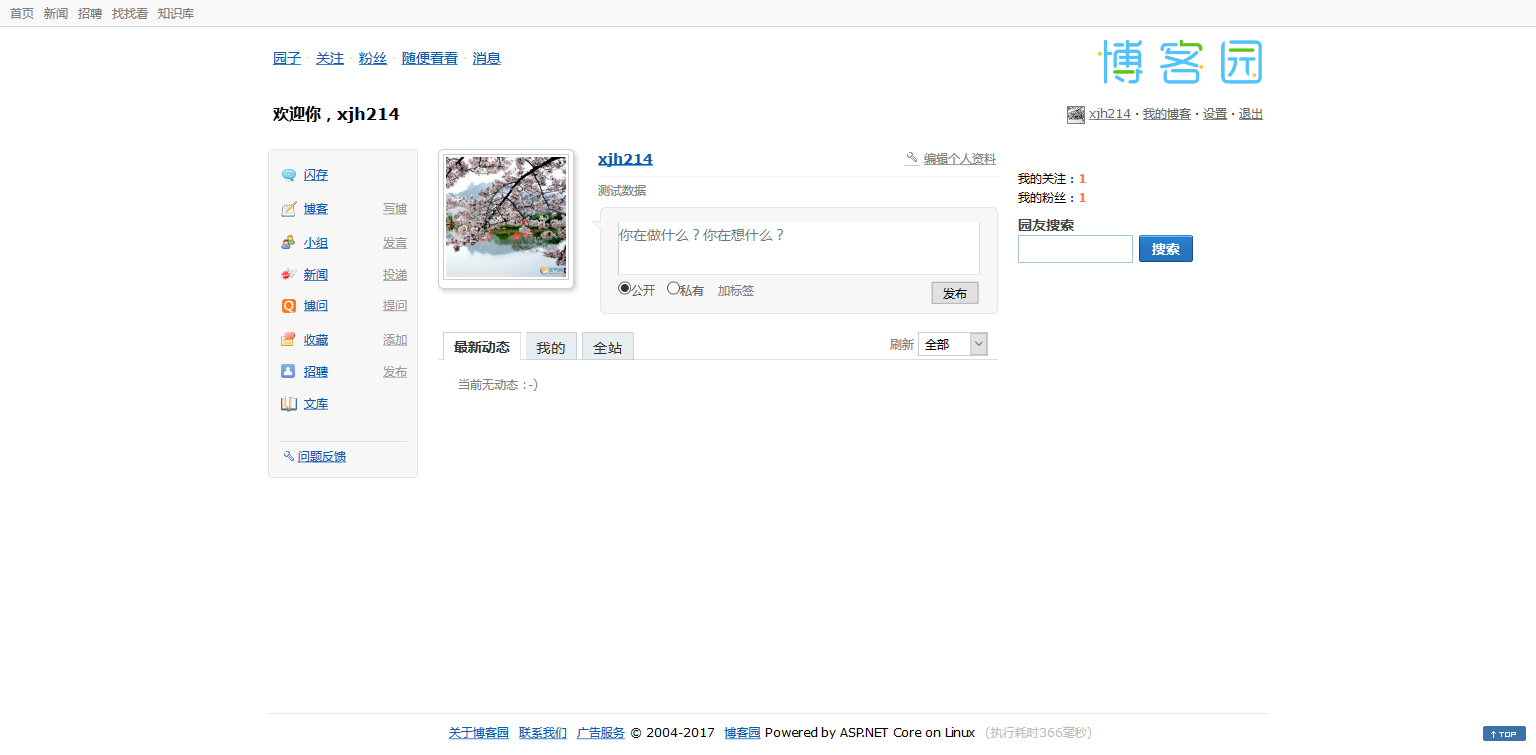 首页 新闻 招聘 找找看 知识库
园子 · 关注 · 粉丝 · 随便看看 · 消息
博客园
欢迎你，xjh214
xjh214 · 我的博客 · 设置 · 退出
闪存
博客 写博
小组 发言
新闻 投递
博问 提问
收藏 添加
招聘 发布
文库
问题反馈
xjh214 编辑个人资料
测试数据
你在做什么？你在想什么？
公开 私有 加标签 发布
最新动态 我的 全站 刷新 全部
当前无动态：-)
我的关注：1
我的粉丝：1
园友搜索
搜索
关于博客园 联系我们 广告服务 © 2004-2017 博客园 Powered by ASP.NET Core on Linux (执行耗时366毫秒)
↑TOP